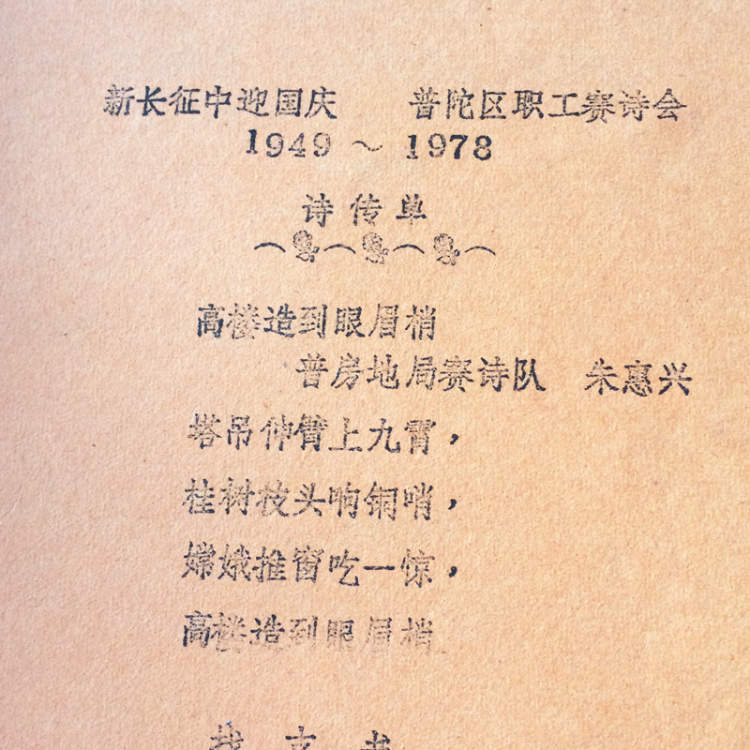 新长征中迎国庆 普陀区职工赛诗会
1949～1978
诗传单
高楼造到眼眉梢
普房地局赛诗队 朱惠兴
塔吊伸臂上九霄，
桂树枝头响铜哨，
嫦娥推窗吃一惊，
高楼造到眼眉梢